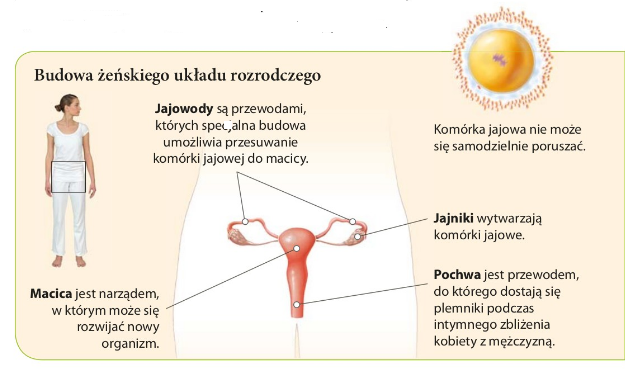 Budowa żeńskiego układu rozrodczego
Jajowody są przewodami,
których specjalna budowa
umożliwia przesuwanie
komórki jajowej do macicy.
Komórka jajowa nie może
się samodzielnie poruszać.
Jajniki wytwarzają
komórki jajowe.
Macica jest narządem,
w którym może się
rozwijać nowy
organizm.
Pochwa jest przewodem,
do którego dostają się
plemniki podczas
intymnego zbliżenia
kobiety z mężczyzną.